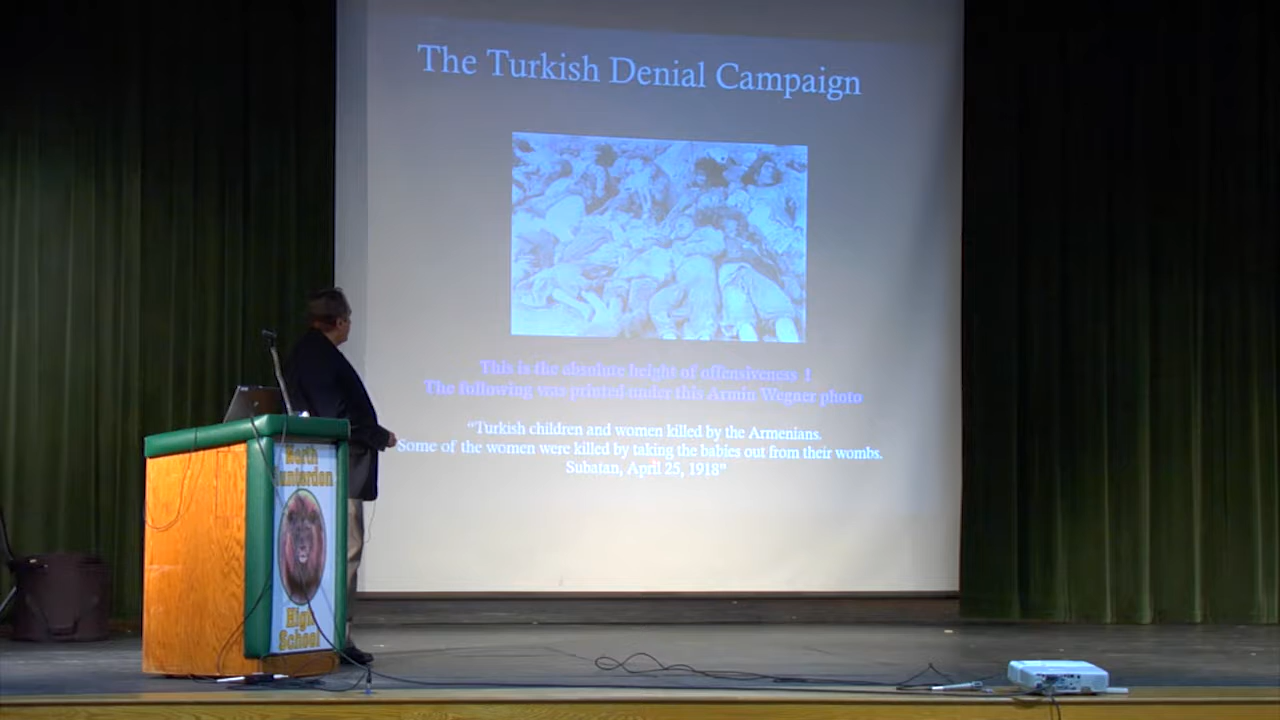 The Turkish Denial Campaign
This is the absolute height of offensiveness !
The following was printed under this Armin Wegner photo
"Turkish children and women killed by the Armenians.
Some of the women were killed by taking the babies out from their wombs.
Subatan, April 25, 1918"
North
Hunterdon
High
School